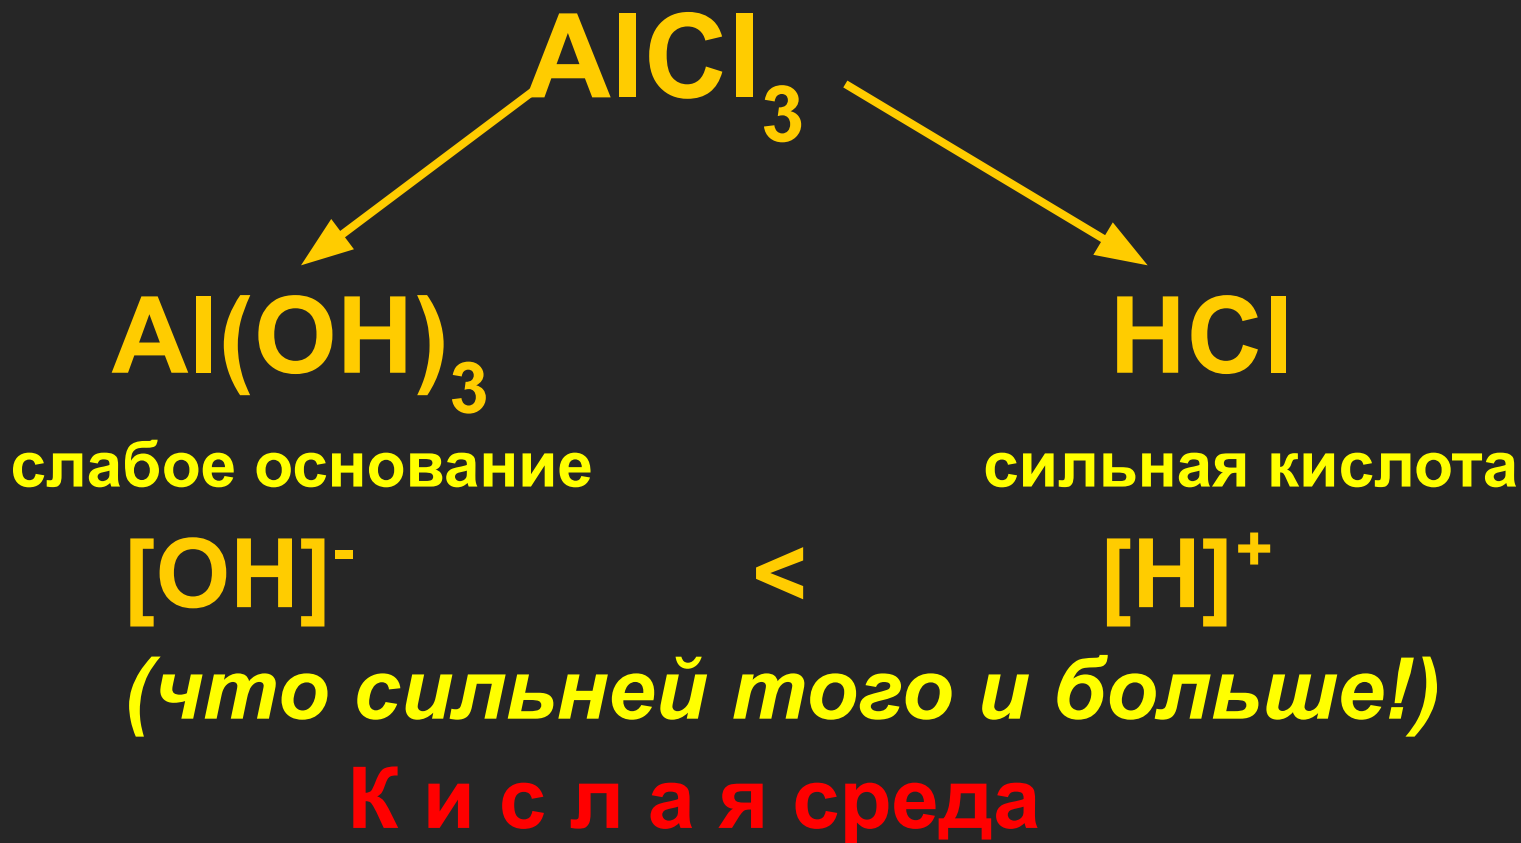 AlCl₃
Al(OH)₃ HCl
слабое основание сильная кислота
[OH]⁻ < [H]⁺
(что сильней того и больше!)
К и с л а я среда